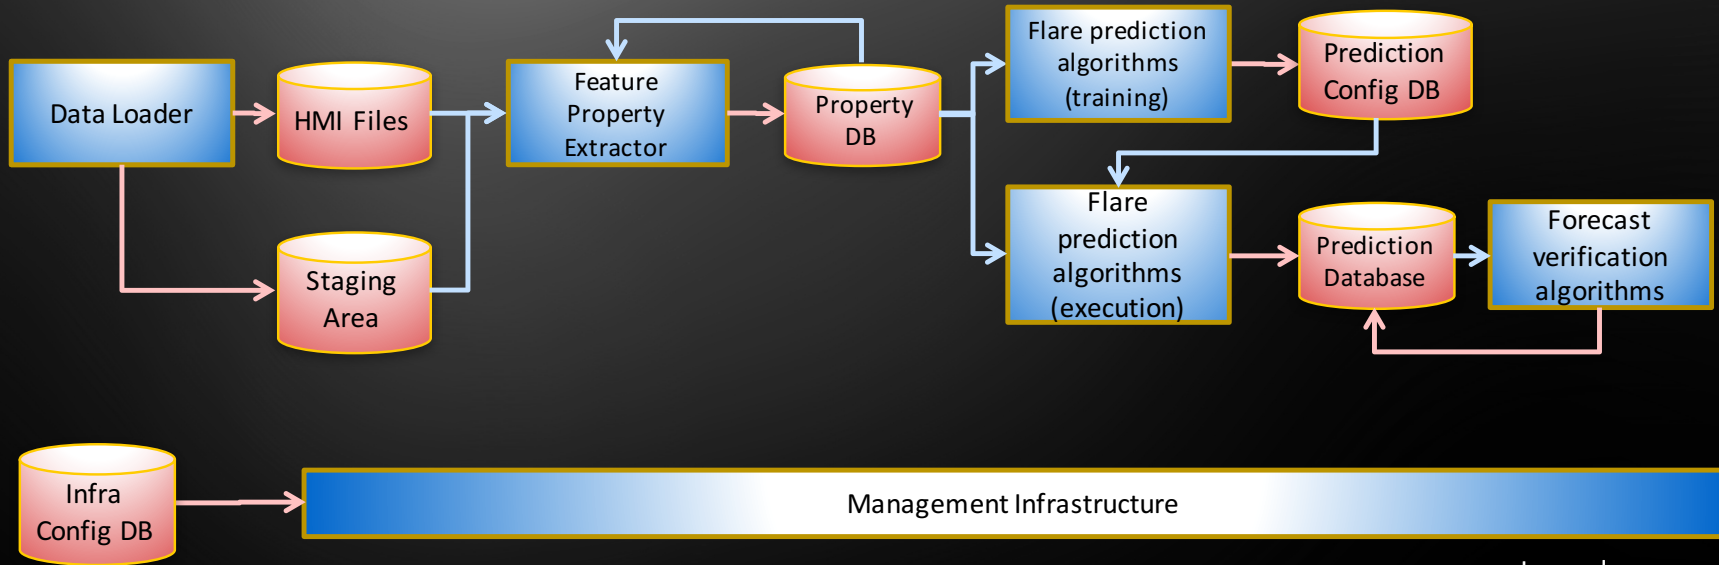 Data Loader
HMI Files
Staging
Area
Feature
Property
Extractor
Property
DB
Flare prediction
algorithms
(training)
Prediction
Config DB
Flare
prediction
algorithms
(execution)
Prediction
Database
Forecast
verification
algorithms
Infra
Config DB
Management Infrastructure